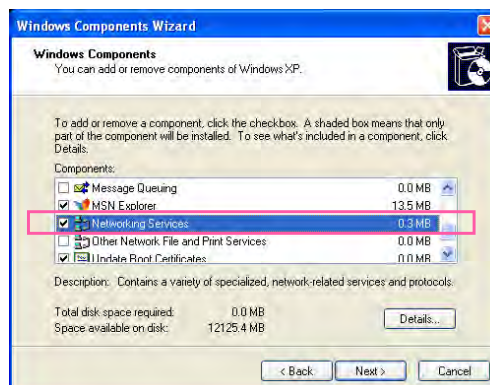 Windows Components Wizard
Windows Components
You can add or remove components of Windows XP.
To add or remove a component, click the checkbox. A shaded box means that only
part of the component will be installed. To see what's included in a component, click
Details.
Components:
Message Queuing 0.0 MB
MSN Explorer 13.5 MB
Networking Services 0.3 MB
Other Network File and Print Services 0.0 MB
Update Root Certificates 0.0 MB
Description: Contains a variety of specialized, network-related services and protocols.
Total disk space required: 0.0 MB
Space available on disk: 12125.4 MB
Details...
< Back Next > Cancel